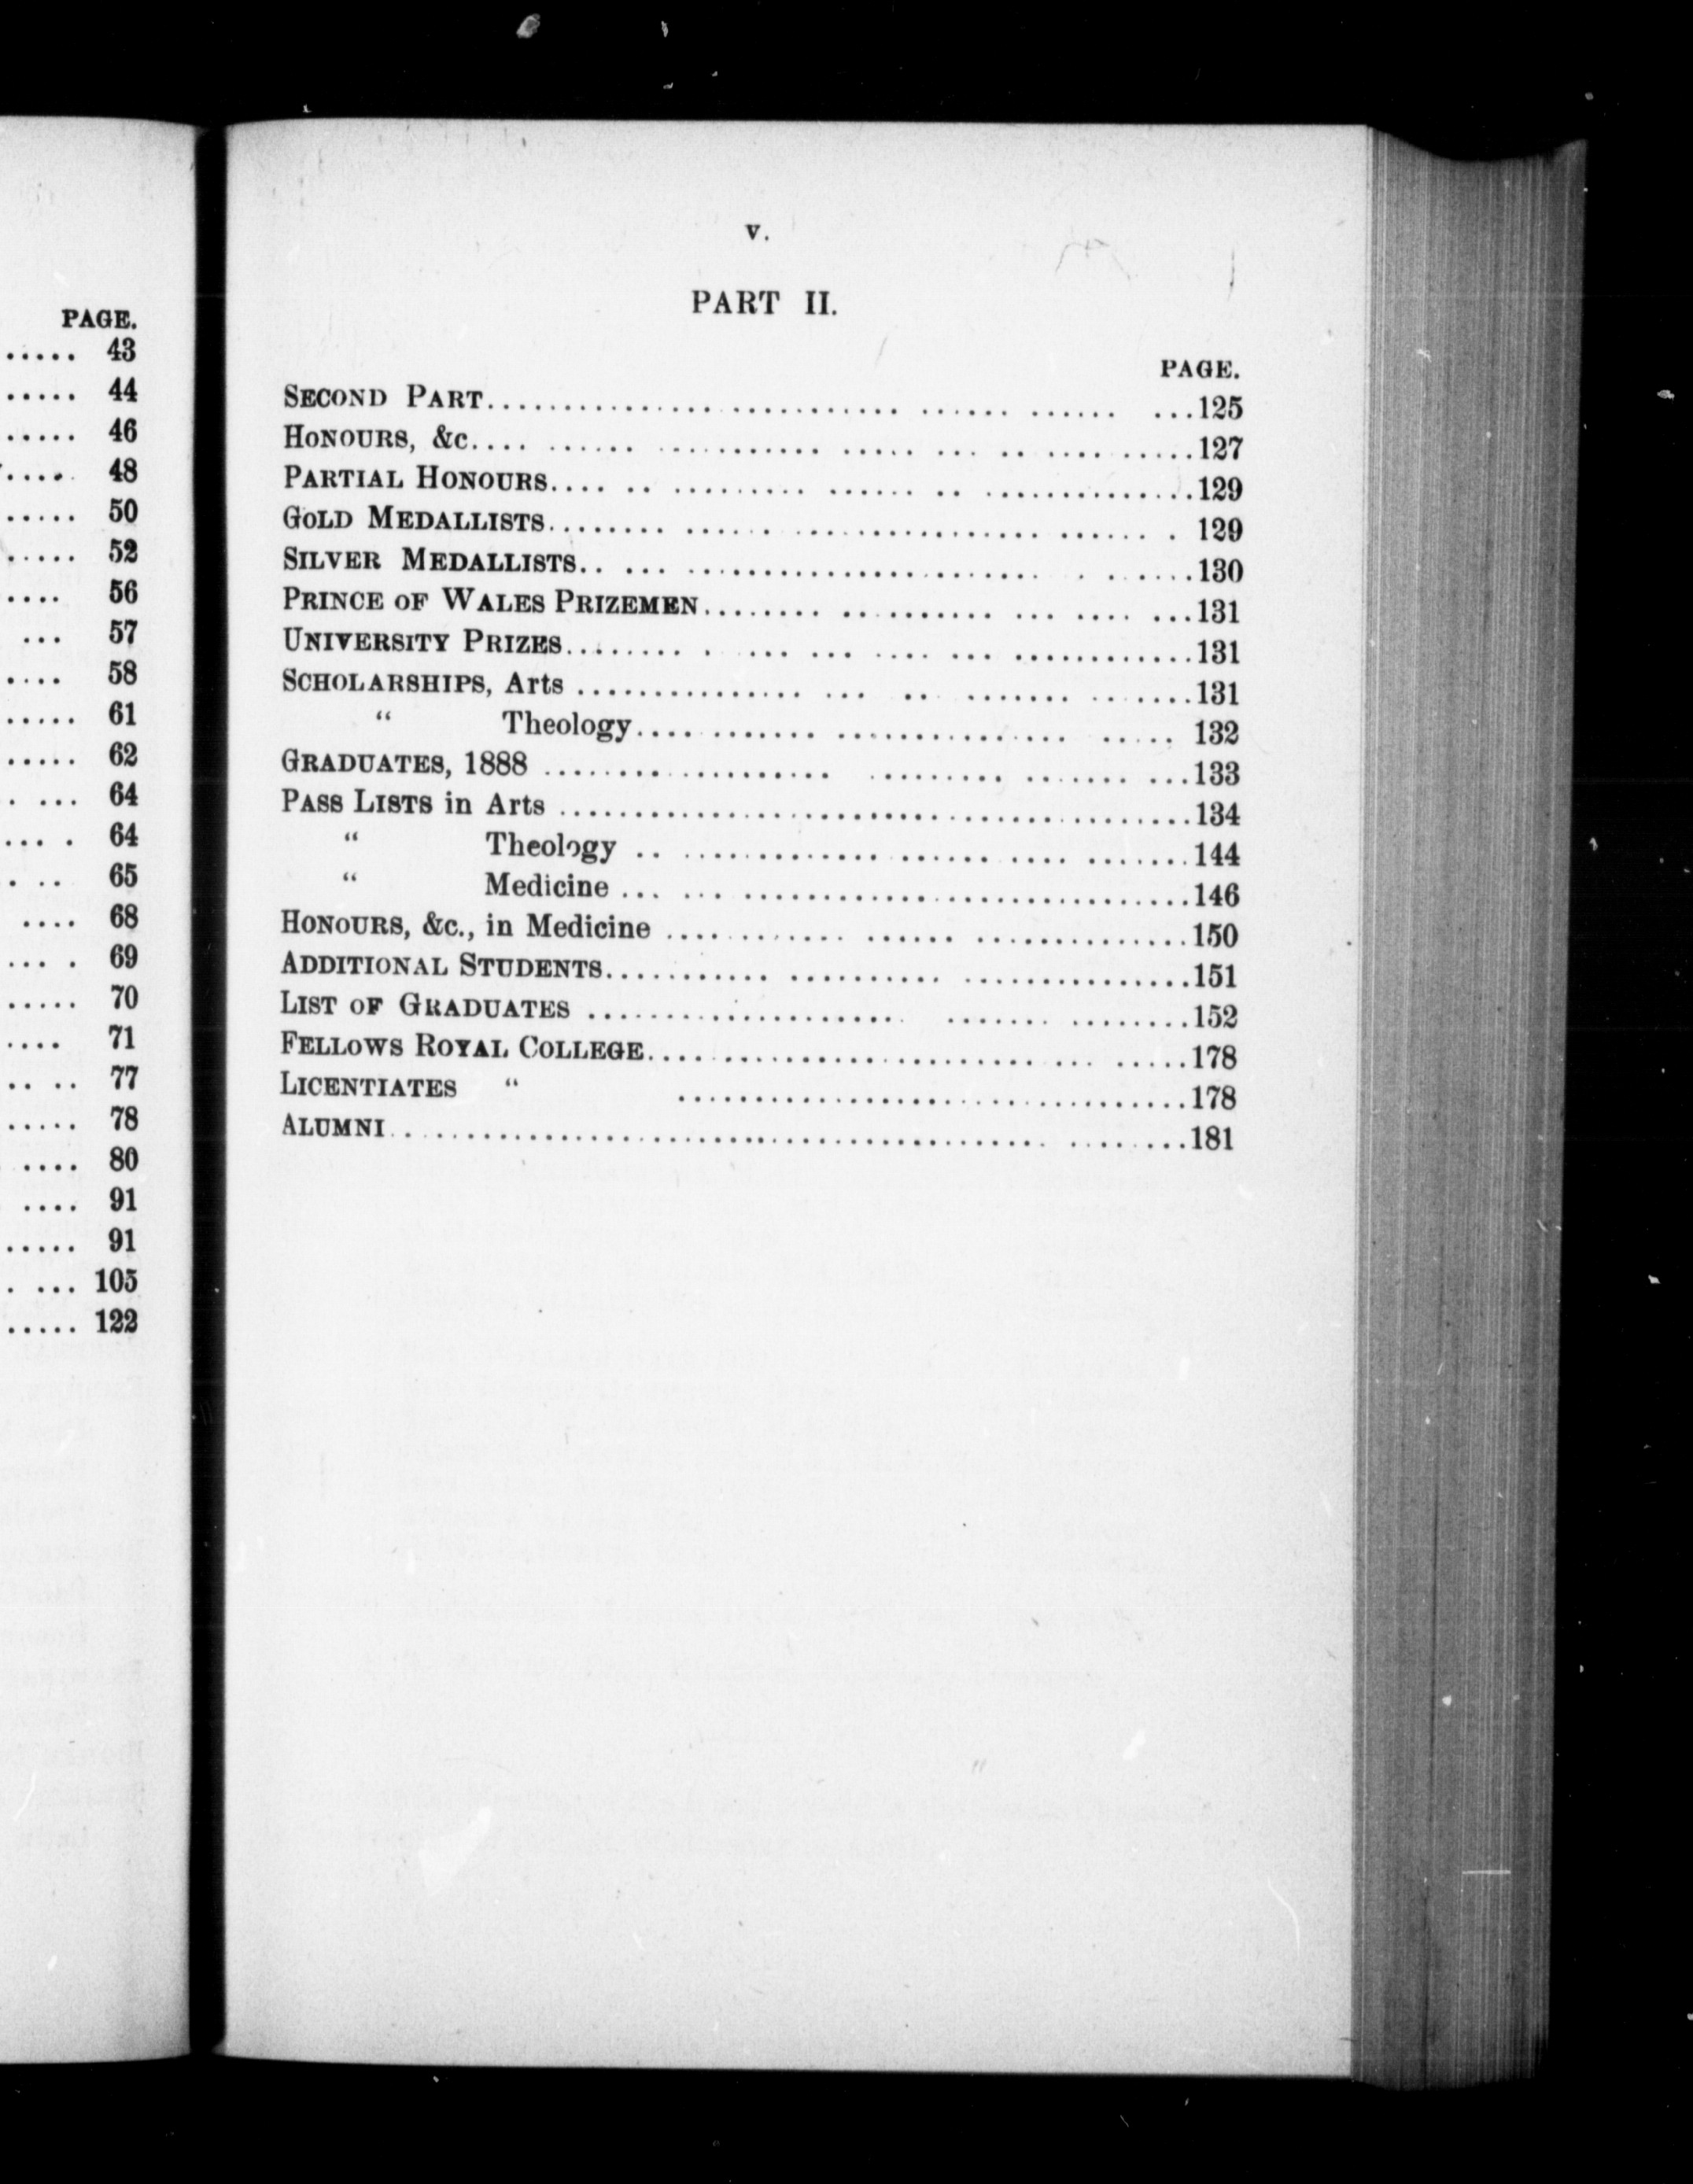 PAGE.
..... 43
..... 44
..... 46
.... 48
..... 50
..... 52
.... 56
... 57
.... 58
..... 61
..... 62
. ... 64
... . 64
. .. 65
.... 68
... . 69
..... 70
.... 71
.. .. 77
..... 78
.... 80
.... 91
..... 91
. ... 105
..... 122
v.
PART II.
PAGE.
SECOND PART........................................125
HONOURS, &c........................................127
PARTIAL HONOURS........................................129
GOLD MEDALLISTS........................................ 129
SILVER MEDALLISTS........................................130
PRINCE OF WALES PRIZEMEN..............................131
UNIVERSITY PRIZES........................................131
SCHOLARSHIPS, Arts ........................................131
“ Theology.............................. 132
GRADUATES, 1888 ........................................133
PASS LISTS in Arts ........................................134
“ Theology ..............................144
“ Medicine ..............................146
HONOURS, &c., in Medicine ..............................150
ADDITIONAL STUDENTS..............................151
LIST OF GRADUATES ..............................152
FELLOWS ROYAL COLLEGE..............................178
LICENTIATES “ ..............................178
ALUMNI........................................181